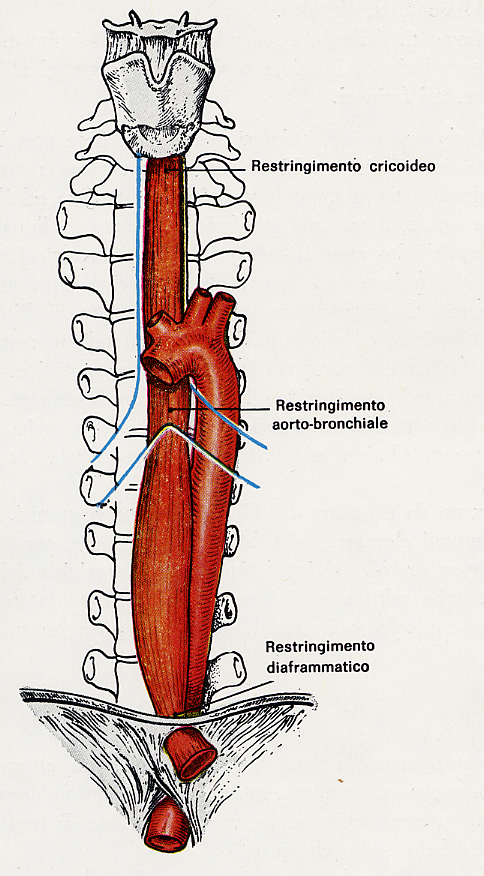 Restringimento cricoideo
Restringimento
aorto-bronchiale
Restringimento
diaframmatico